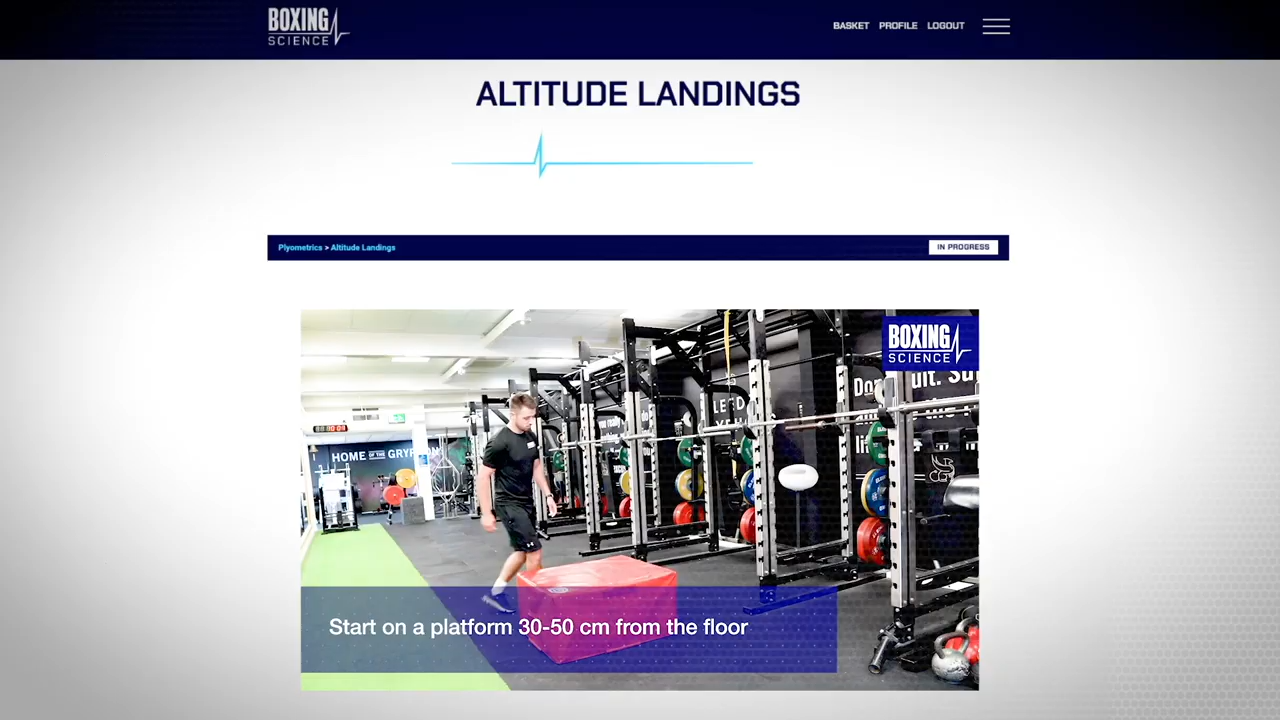 BOXING
SCIENCE
BASKET PROFILE LOGOUT
ALTITUDE LANDINGS
Plyometrics > Altitude Landings
IN PROGRESS
BOXING
SCIENCE
HOME OF THE GRYPHON
Start on a platform 30-50 cm from the floor